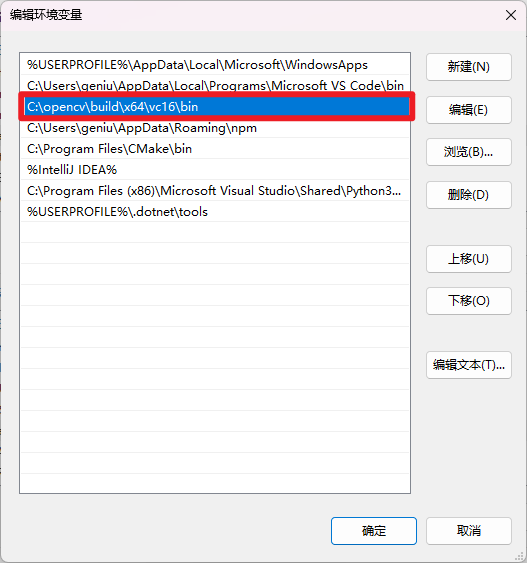 编辑环境变量
%USERPROFILE%\AppData\Local\Microsoft\WindowsApps
新建(N)
C:\Users\geniu\AppData\Local\Programs\Microsoft VS Code\bin
C:\opencv\build\x64\vc16\bin
编辑(E)
C:\Users\geniu\AppData\Roaming\npm
C:\Program Files\CMake\bin
浏览(B)...
%IntelliJ IDEA%
C:\Program Files (x86)\Microsoft Visual Studio\Shared\Python3...
删除(D)
%USERPROFILE%\.dotnet\tools
上移(U)
下移(O)
编辑文本(T)...
确定
取消